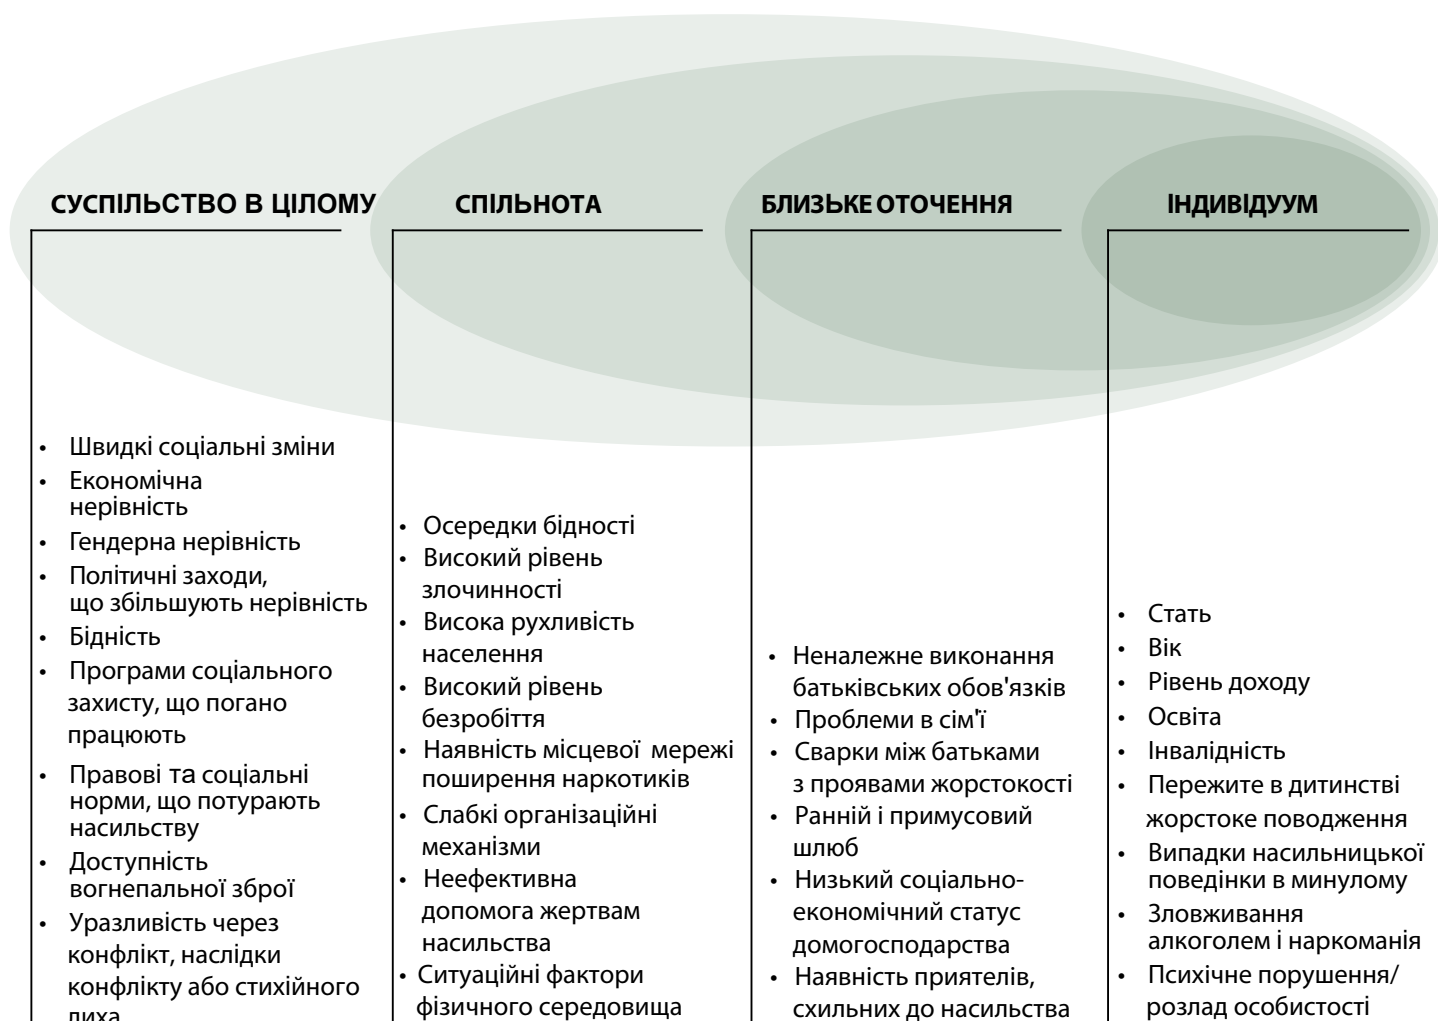 СУСПІЛЬСТВО В ЦІЛОМУ
СПІЛЬНОТА
БЛИЗЬКЕ ОТОЧЕННЯ
ІНДИВІДУУМ
• Швидкі соціальні зміни
• Економічна
нерівність
• Гендерна нерівність
• Політичні заходи,
що збільшують нерівність
• Бідність
• Програми соціального
захисту, що погано
працюють
• Правові та соціальні
норми, що потурають
насильству
• Доступність
вогнепальної зброї
• Уразливість через
конфлікт, наслідки
конфлікту або стихійного
лиха
• Осередки бідності
• Високий рівень
злочинності
• Висока рухливість
населення
• Високий рівень
безробіття
• Наявність місцевої мережі
поширення наркотиків
• Слабкі організаційні
механізми
• Неефективна
допомога жертвам
насильства
• Ситуаційні фактори
фізичного середовища
• Неналежне виконання
батьківських обов'язків
• Проблеми в сім'ї
• Сварки між батьками
з проявами жорстокості
• Ранній і примусовий
шлюб
• Низький соціально-
економічний статус
домогосподарства
• Наявність приятелів,
схильних до насильства
• Стать
• Вік
• Рівень доходу
• Освіта
• Інвалідність
• Пережите в дитинстві
жорстоке поводження
• Випадки насильницької
поведінки в минулому
• Зловживання
алкоголем і наркоманія
• Психічне порушення/
розлад особистості